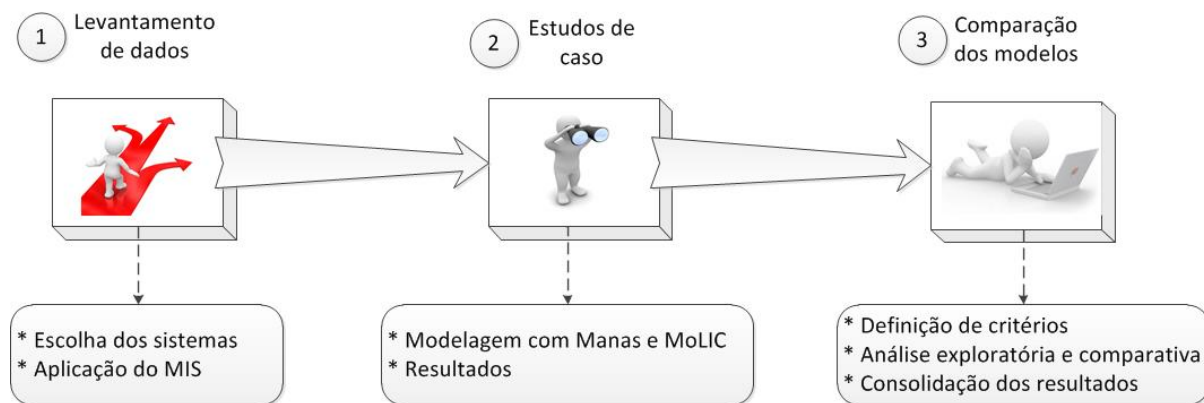 1
Levantamento
de dados
2
Estudos de
caso
3
Comparação
dos modelos
* Escolha dos sistemas
* Aplicação do MIS
* Modelagem com Manas e MoLIC
* Resultados
* Definição de critérios
* Análise exploratória e comparativa
* Consolidação dos resultados